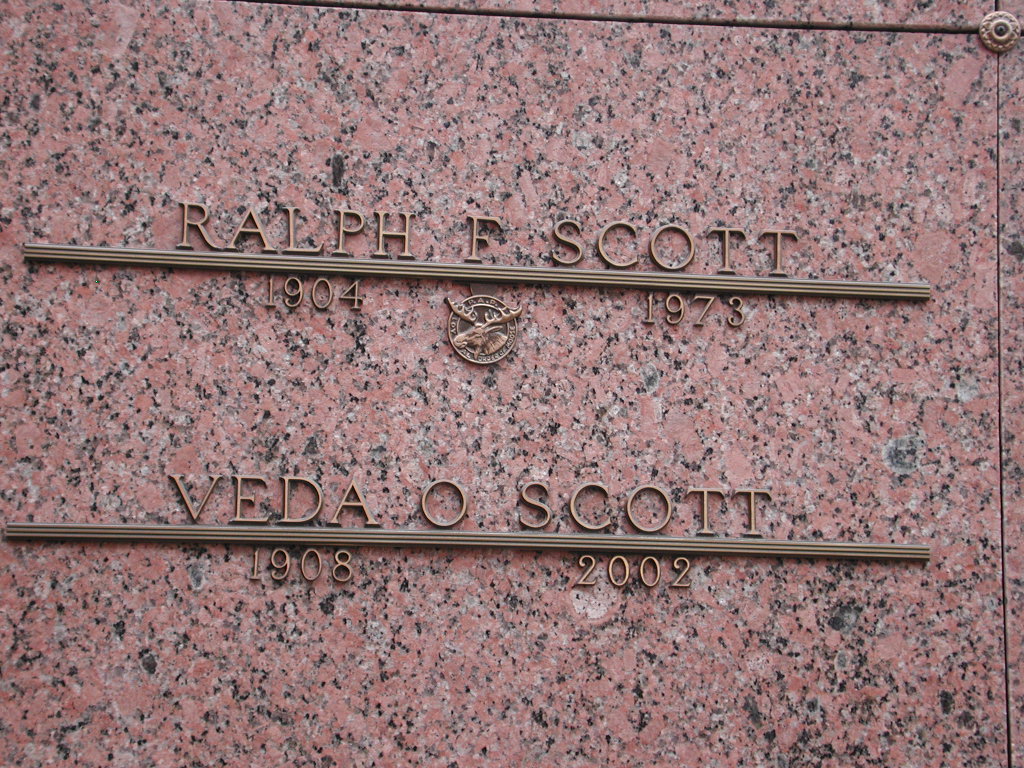 RALPH F SCOTT
1904 1973
VEDA O SCOTT
1908 2002